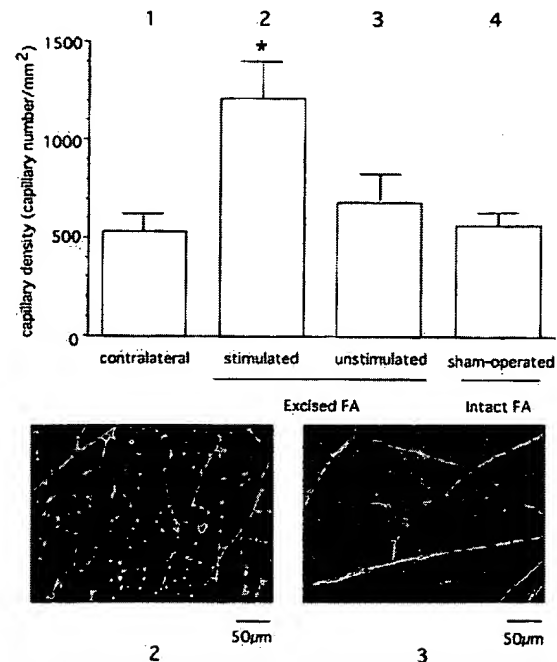 1 2 3 4
*
1500
1000
500
0
capillary density (capillary number/mm²)
contralateral stimulated unstimulated sham-operated
Excised FA Intact FA
50µm 50µm
2 3